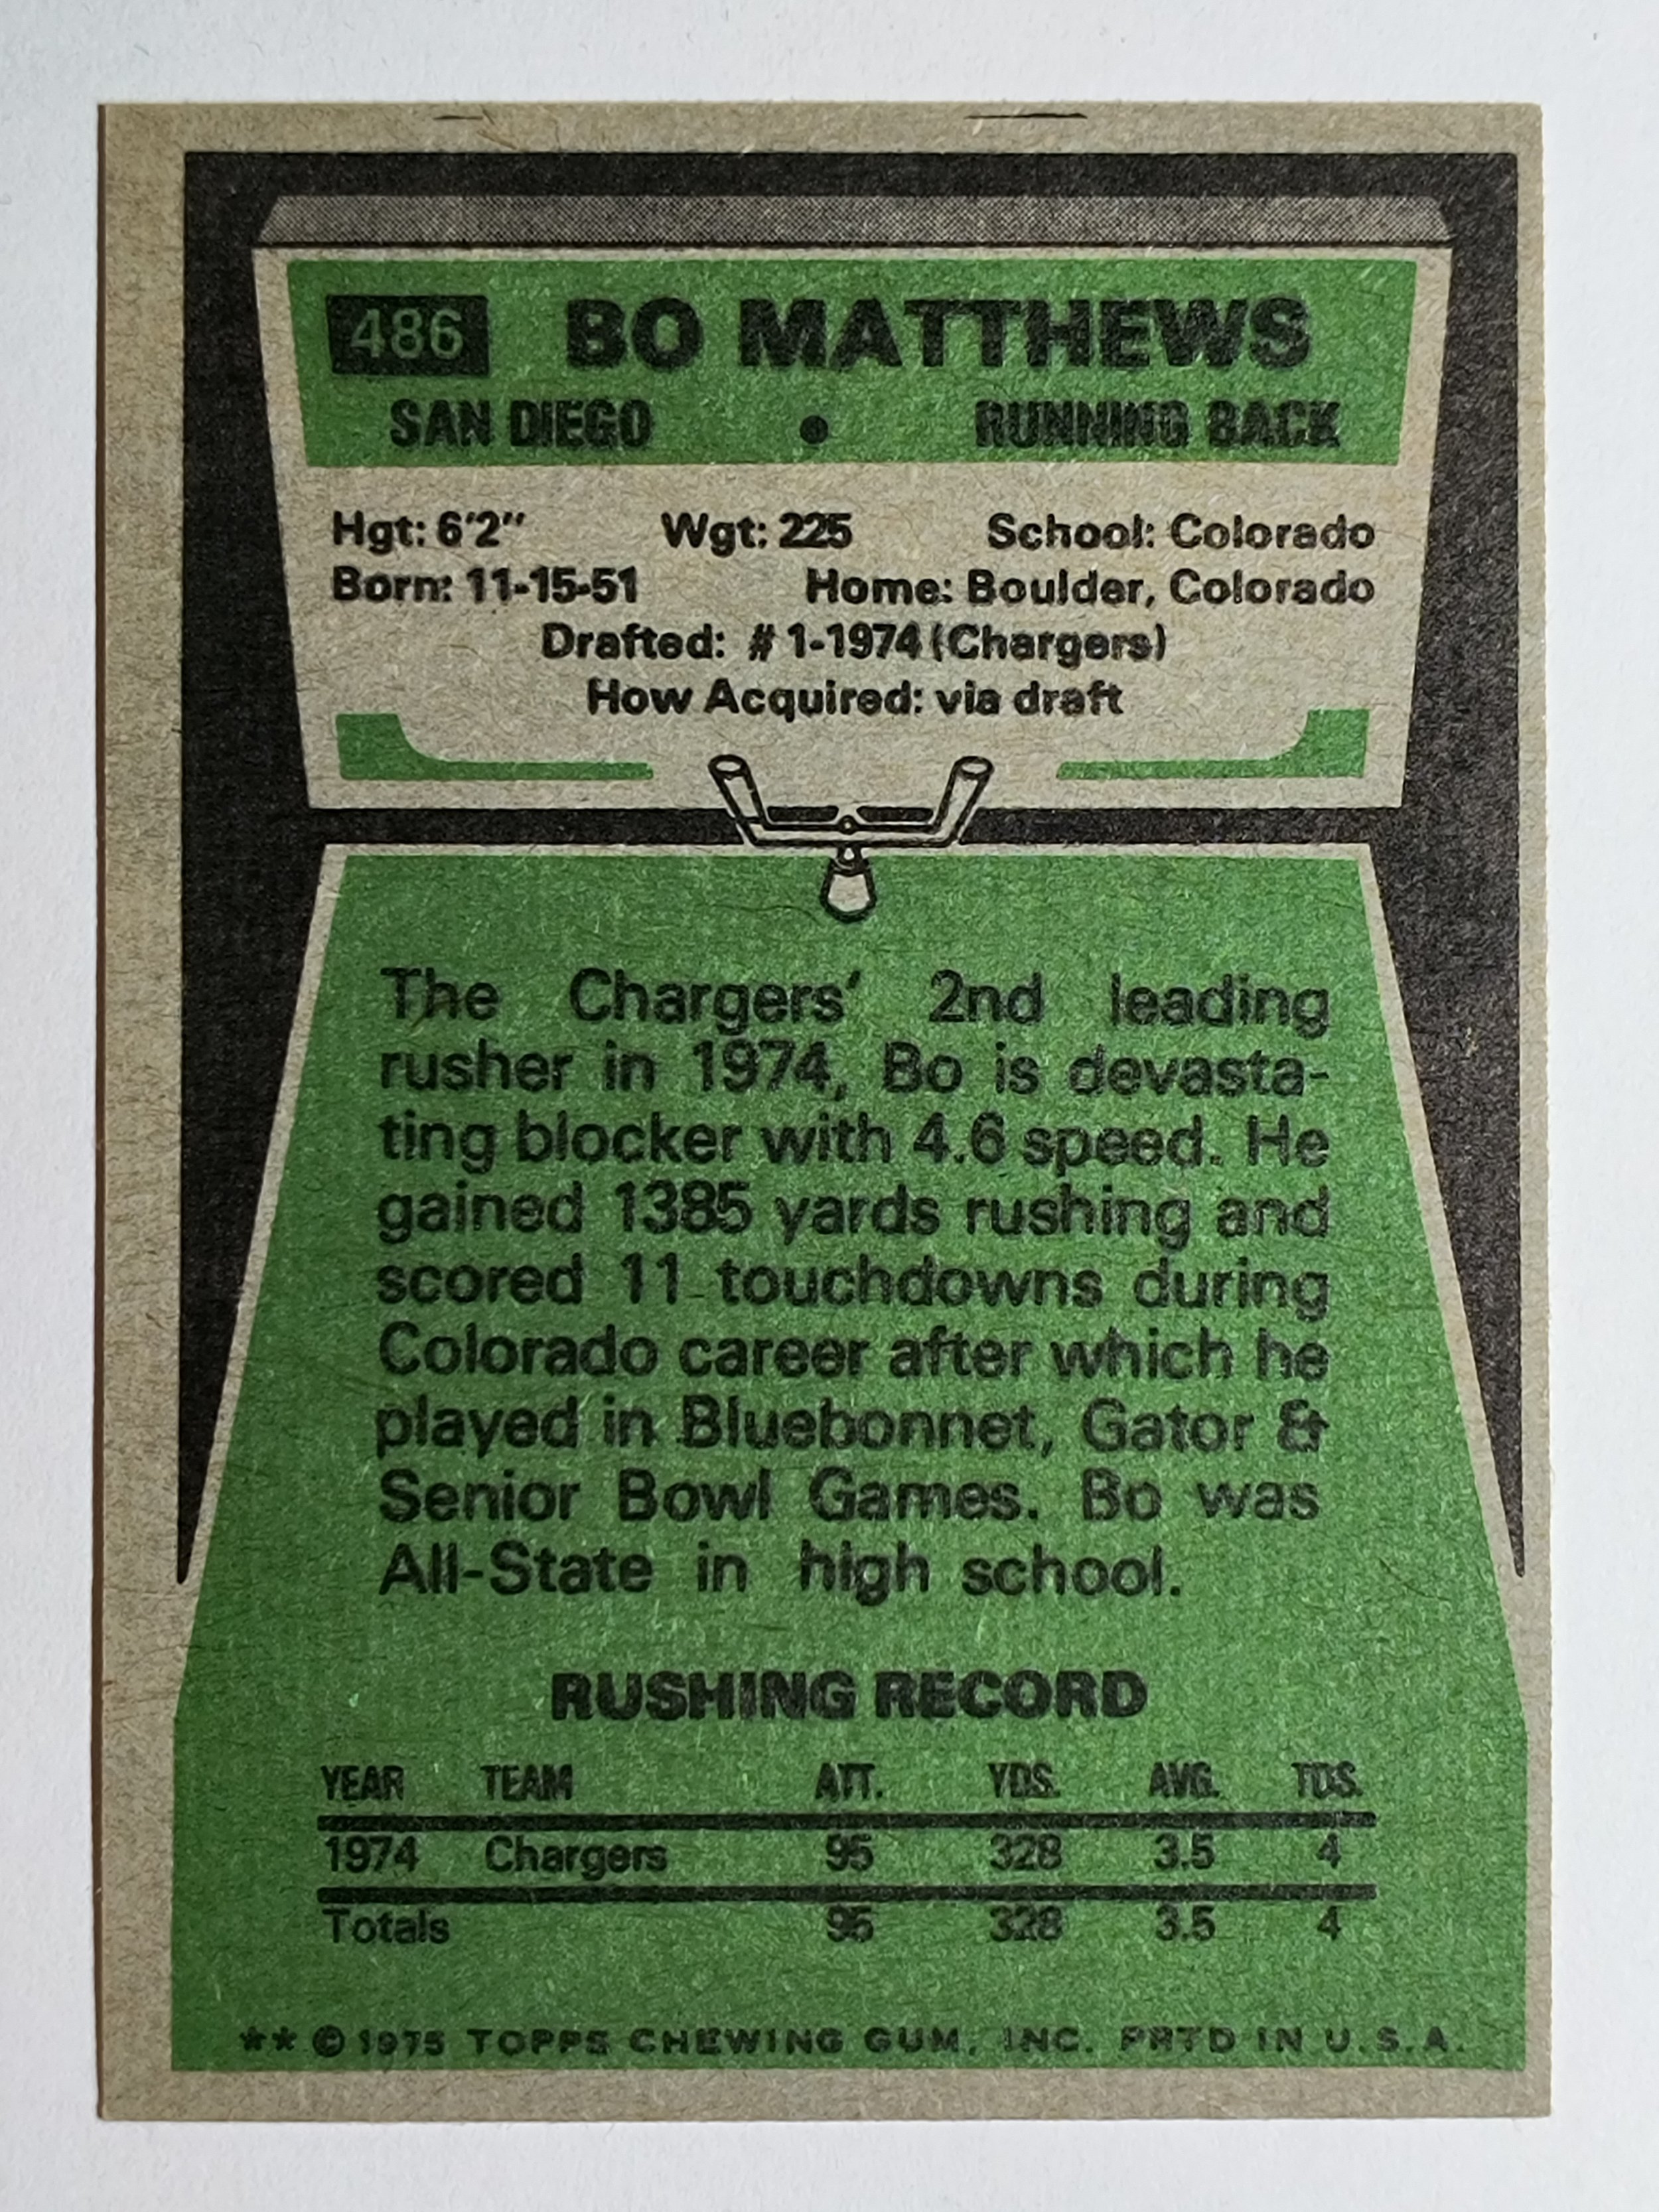 486 BO MATTHEWS
SAN DIEGO • RUNNING BACK
Hgt: 6'2" Wgt: 225 School: Colorado
Born: 11-15-51 Home: Boulder, Colorado
Drafted: # 1-1974 (Chargers)
How Acquired: via draft
The Chargers' 2nd leading
rusher in 1974, Bo is devasta-
ting blocker with 4.6 speed. He
gained 1385 yards rushing and
scored 11 touchdowns during
Colorado career after which he
played in Bluebonnet, Gator &
Senior Bowl Games. Bo was
All-State in high school.
RUSHING RECORD
YEAR TEAM ATT. YDS. AVG. TDS.
1974 Chargers 95 328 3.5 4
Totals 95 328 3.5 4
** © 1975 TOPPS CHEWING GUM, INC. PRTD IN U.S.A.